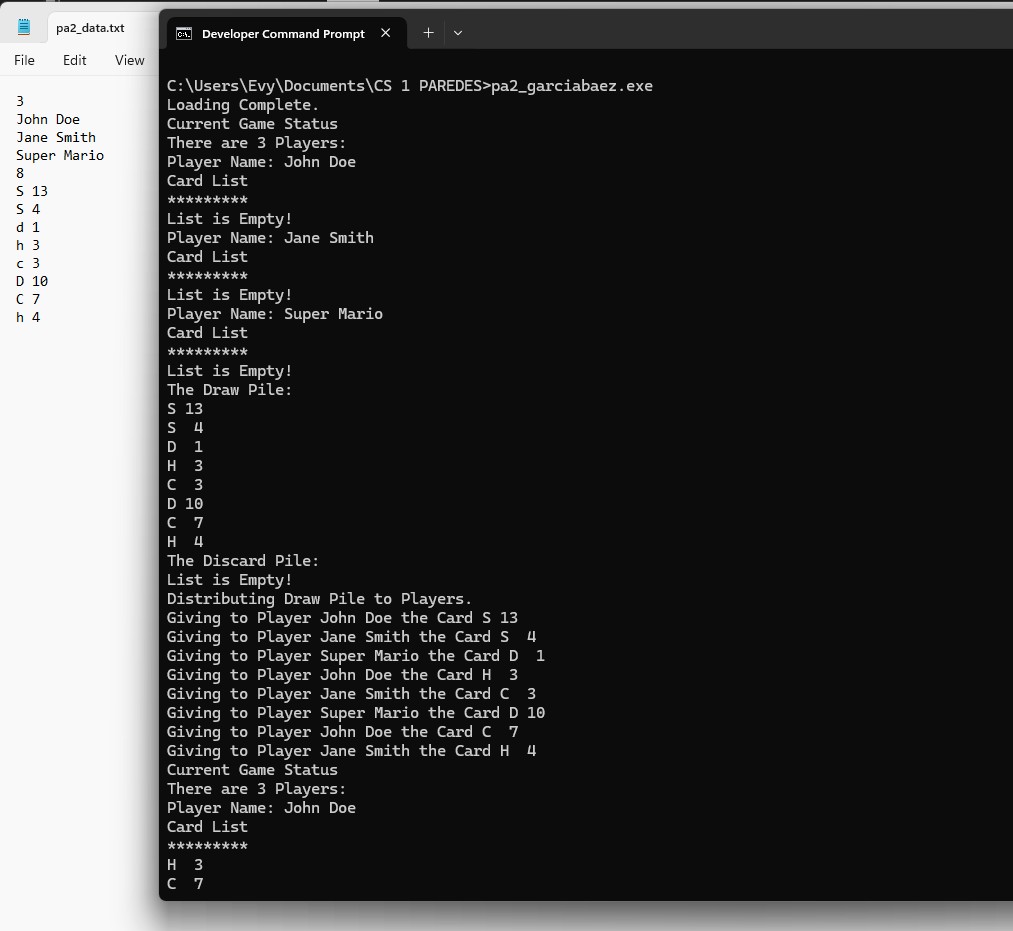 pa2_data.txt
File Edit View
3
John Doe
Jane Smith
Super Mario
8
S 13
S 4
d 1
h 3
c 3
D 10
C 7
h 4
Developer Command Prompt
C:\Users\Evy\Documents\CS 1 PAREDES>pa2_garciabaez.exe
Loading Complete.
Current Game Status
There are 3 Players:
Player Name: John Doe
Card List
*********
List is Empty!
Player Name: Jane Smith
Card List
*********
List is Empty!
Player Name: Super Mario
Card List
*********
List is Empty!
The Draw Pile:
S 13
S  4
D  1
H  3
C  3
D 10
C  7
H  4
The Discard Pile:
List is Empty!
Distributing Draw Pile to Players.
Giving to Player John Doe the Card S 13
Giving to Player Jane Smith the Card S  4
Giving to Player Super Mario the Card D  1
Giving to Player John Doe the Card H  3
Giving to Player Jane Smith the Card C  3
Giving to Player Super Mario the Card D 10
Giving to Player John Doe the Card C  7
Giving to Player Jane Smith the Card H  4
Current Game Status
There are 3 Players:
Player Name: John Doe
Card List
*********
H  3
C  7